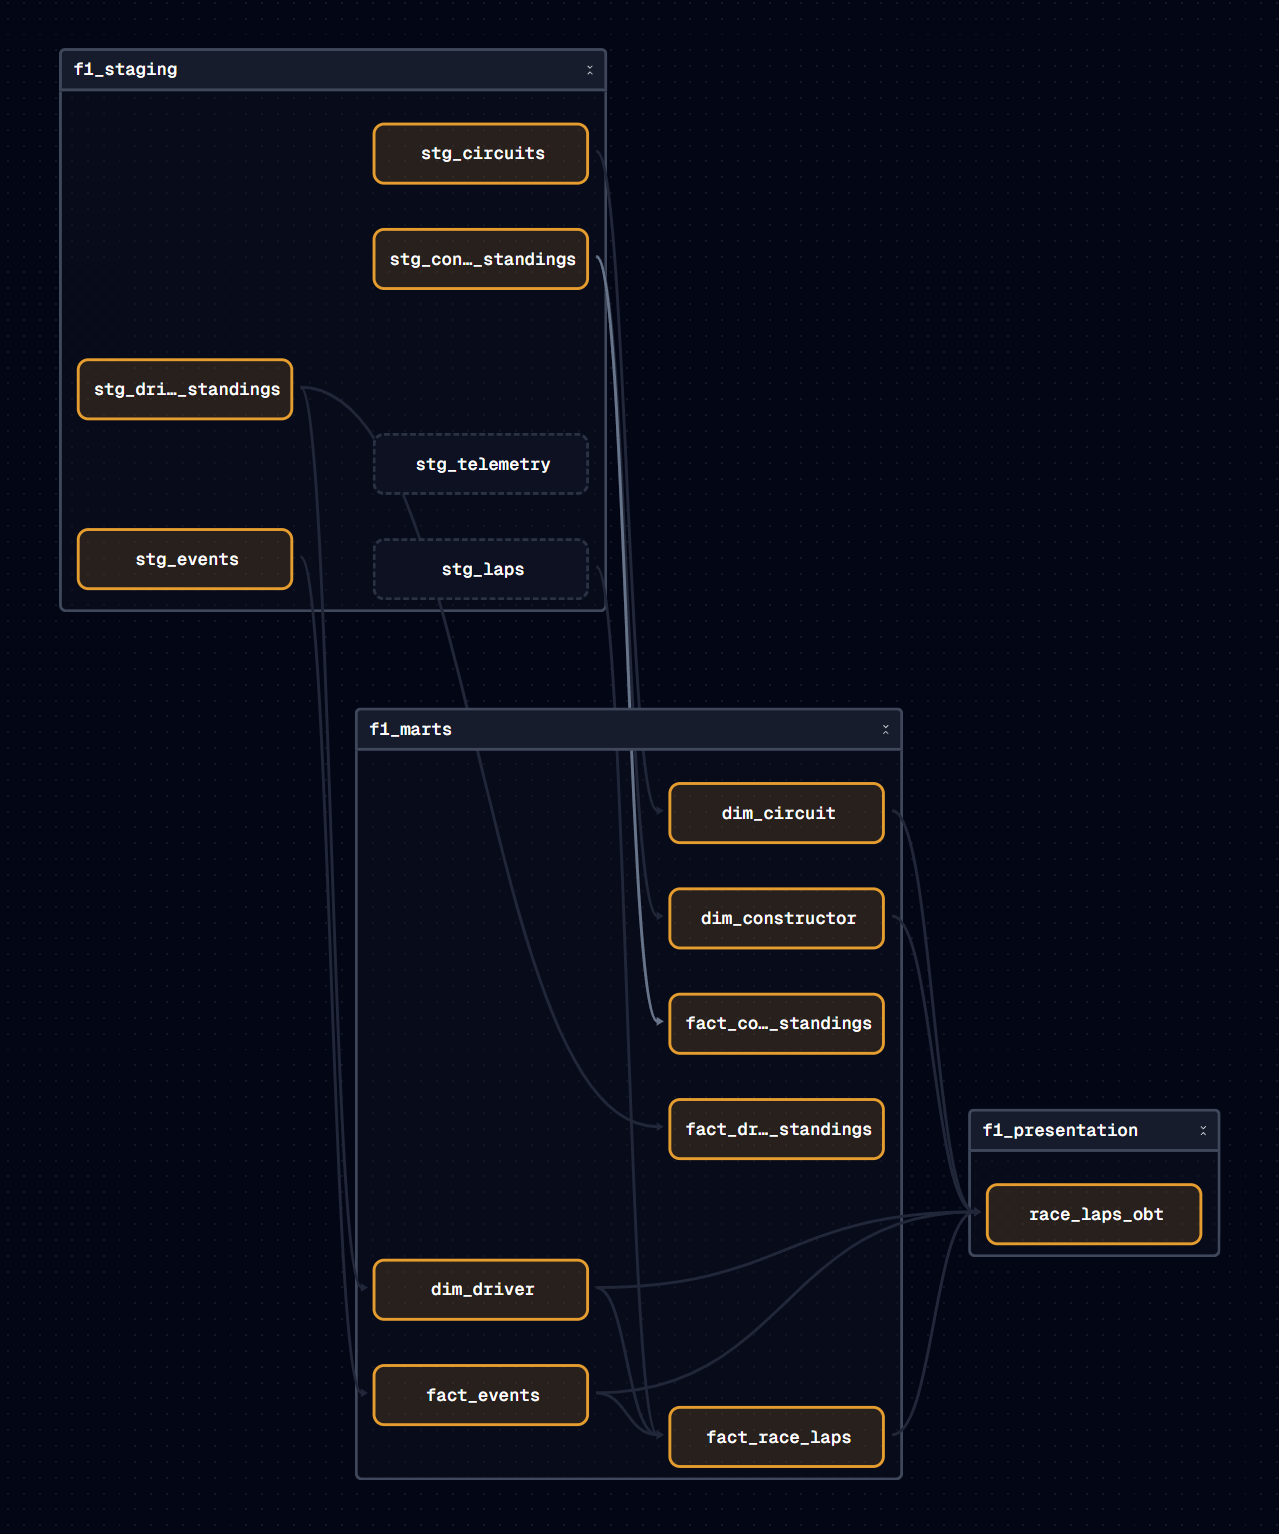 f1_staging
stg_circuits
stg_con…_standings
stg_dri…_standings
stg_telemetry
stg_events
stg_laps
f1_marts
dim_circuit
dim_constructor
fact_co…_standings
fact_dr…_standings
f1_presentation
race_laps_obt
dim_driver
fact_events
fact_race_laps